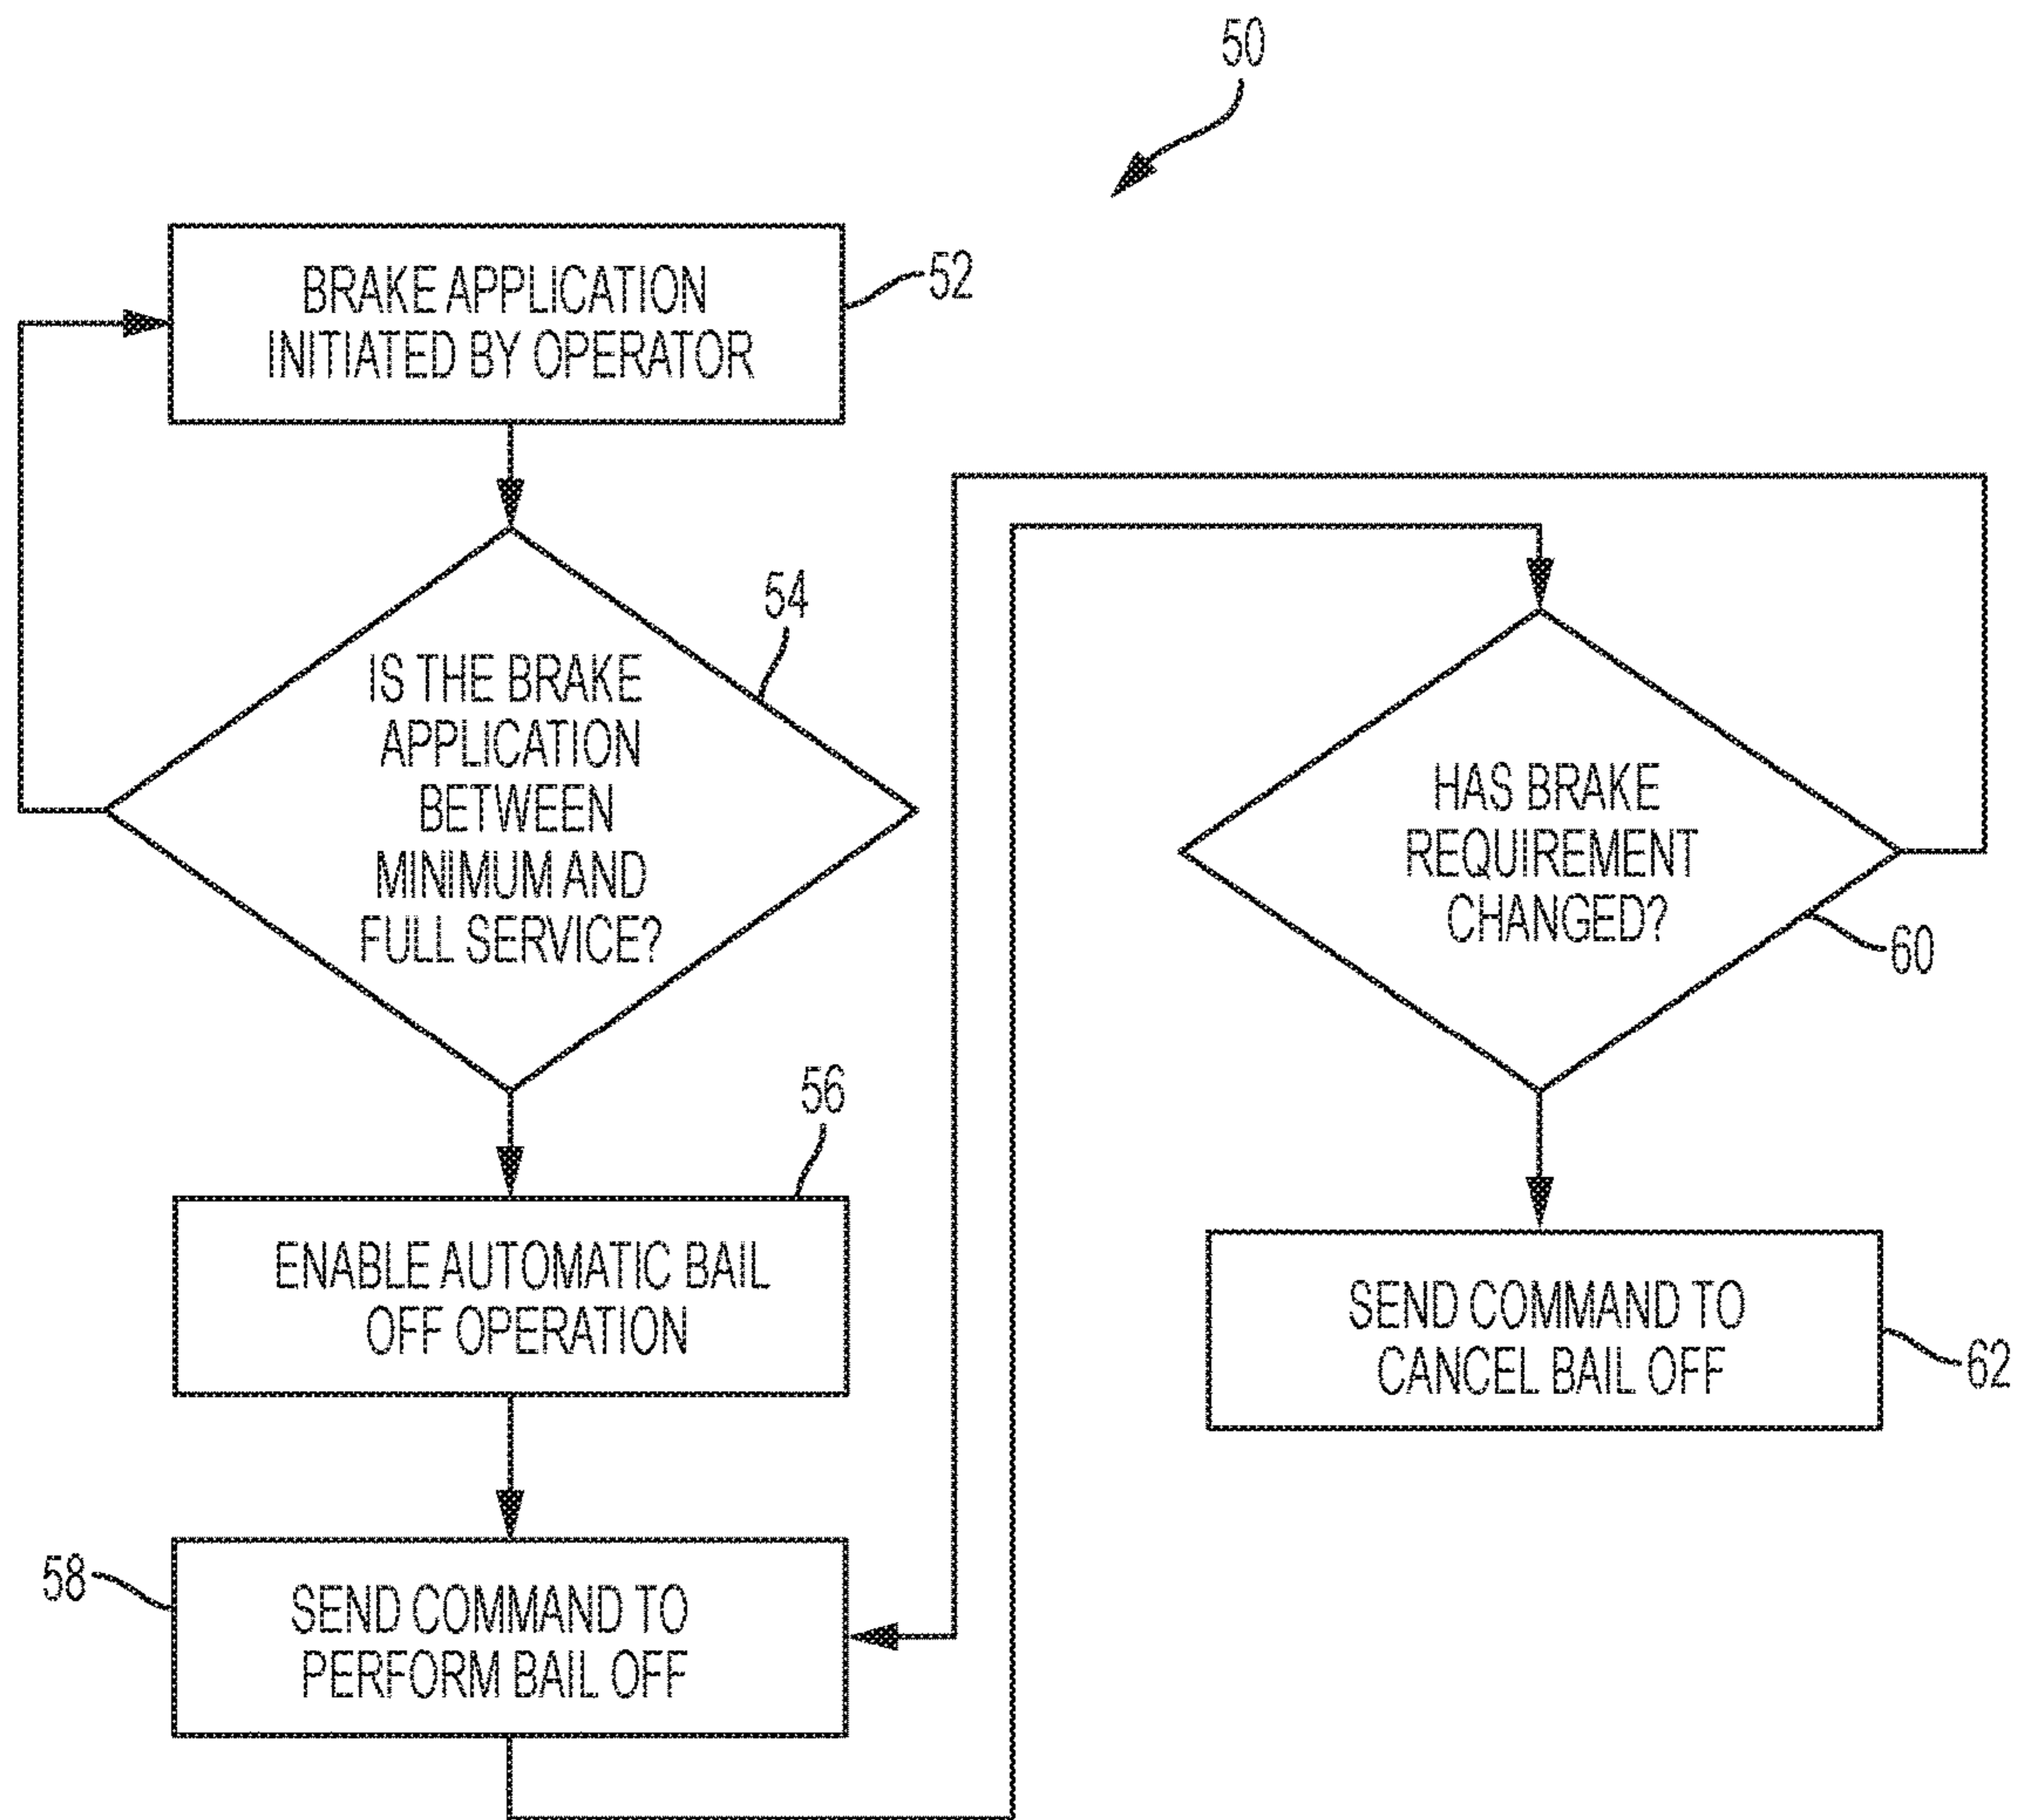 50
BRAKE APPLICATION
INITIATED BY OPERATOR
52
IS THE BRAKE
APPLICATION
BETWEEN
MINIMUM AND
FULL SERVICE?
54
ENABLE AUTOMATIC BAIL
OFF OPERATION
56
SEND COMMAND TO
PERFORM BAIL OFF
58
HAS BRAKE
REQUIREMENT
CHANGED?
60
SEND COMMAND TO
CANCEL BAIL OFF
62